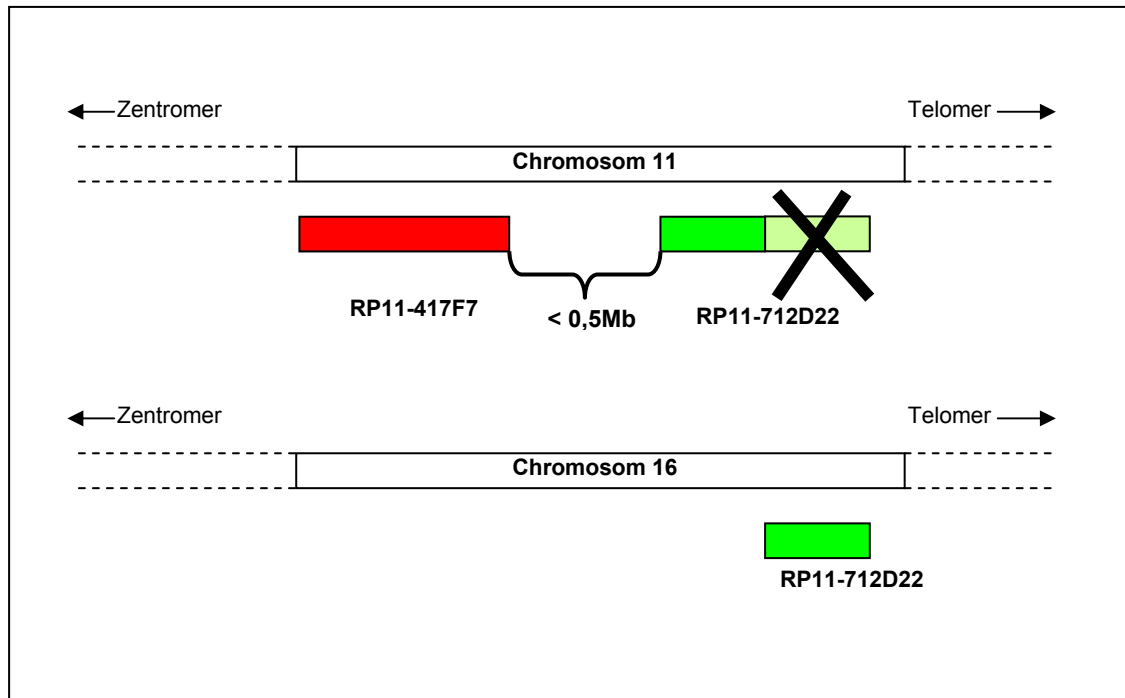 Zentromer Telomer
Chromosom 11
RP11-417F7 < 0,5Mb RP11-712D22
Zentromer Telomer
Chromosom 16
RP11-712D22